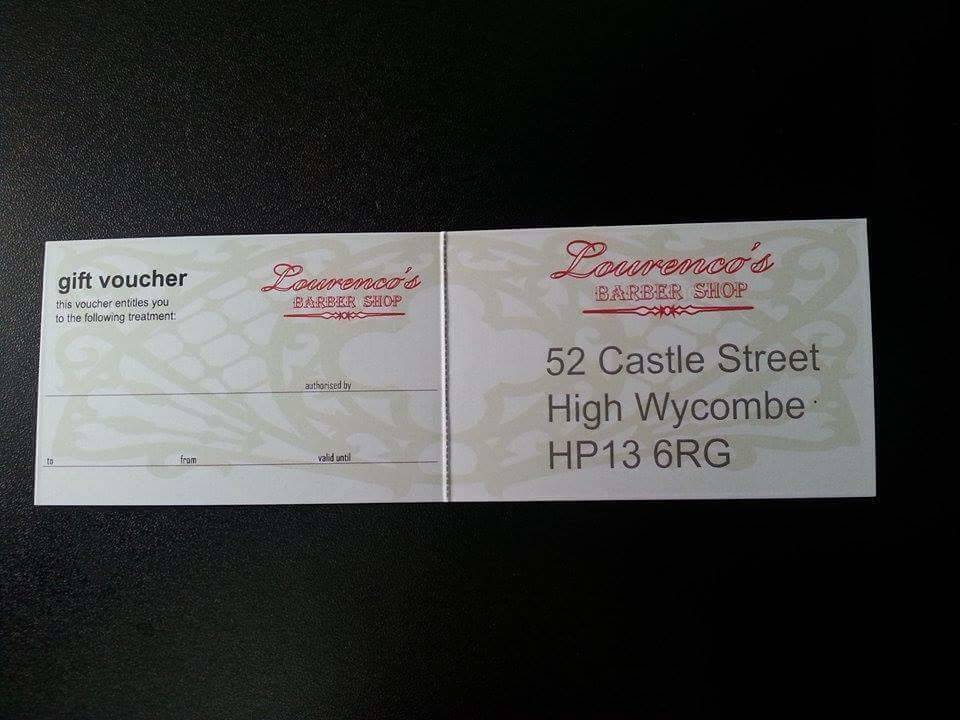 gift voucher
this voucher entitles you
to the following treatment:
Lourenco's
BARBER SHOP
authorised by
to from valid until
Lourenco's
BARBER SHOP
52 Castle Street
High Wycombe
HP13 6RG